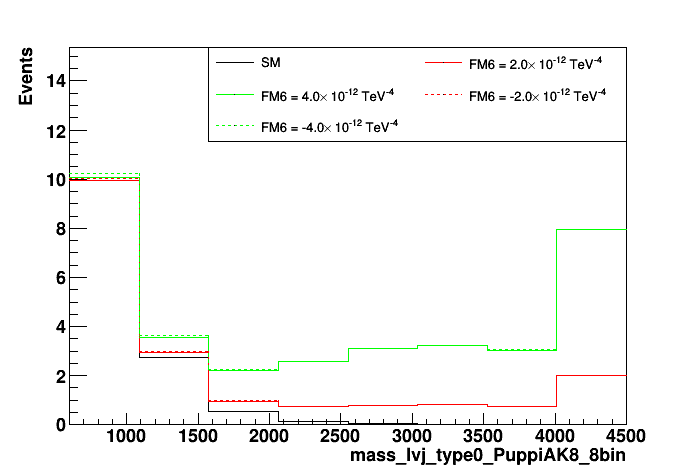 Events
SM
FM6 = 2.0× 10⁻¹² TeV⁻⁴
FM6 = 4.0× 10⁻¹² TeV⁻⁴
FM6 = -2.0× 10⁻¹² TeV⁻⁴
FM6 = -4.0× 10⁻¹² TeV⁻⁴
14
12
10
8
6
4
2
0
1000 1500 2000 2500 3000 3500 4000 4500
mass_lvj_type0_PuppiAK8_8bin